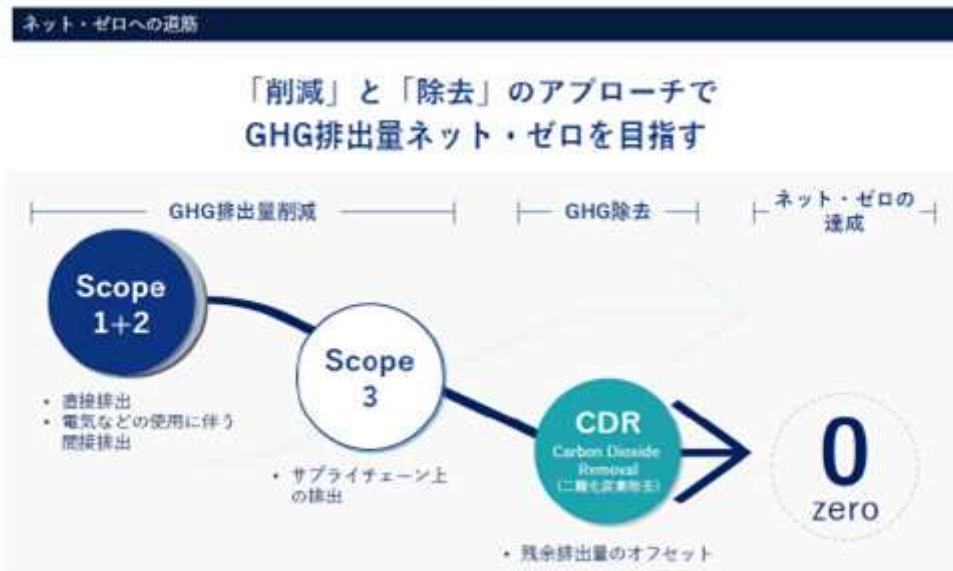 ネット・ゼロへの道筋
「削減」と「除去」のアプローチで
GHG排出量ネット・ゼロを目指す
GHG排出量削減
GHG除去
ネット・ゼロの
達成
Scope
1+2
• 直接排出
• 電気などの使用に伴う
間接排出
Scope
3
• サプライチェーン上
の排出
CDR
Carbon Dioxide
Removal
(二酸化炭素除去)
• 残余排出量のオフセット
0
zero